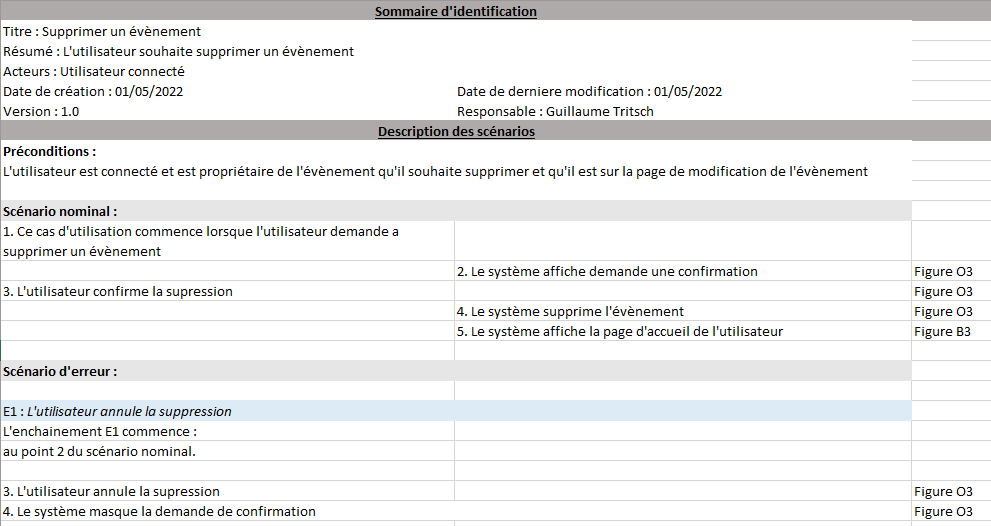 Sommaire d'identification
Titre : Supprimer un évènement
Résumé : L'utilisateur souhaite supprimer un évènement
Acteurs : Utilisateur connecté
Date de création : 01/05/2022 Date de derniere modification : 01/05/2022
Version : 1.0 Responsable : Guillaume Tritsch
Description des scénarios
Préconditions :
L'utilisateur est connecté et est propriétaire de l'évènement qu'il souhaite supprimer et qu'il est sur la page de modification de l'évènement
Scénario nominal :
1. Ce cas d'utilisation commence lorsque l'utilisateur demande a
supprimer un évènement
2. Le système affiche demande une confirmation Figure O3
3. L'utilisateur confirme la supression Figure O3
4. Le système supprime l'évènement Figure O3
5. Le système affiche la page d'accueil de l'utilisateur Figure B3
Scénario d'erreur :
E1 : L'utilisateur annule la suppression
L'enchainement E1 commence :
au point 2 du scénario nominal.
3. L'utilisateur annule la supression Figure O3
4. Le système masque la demande de confirmation Figure O3